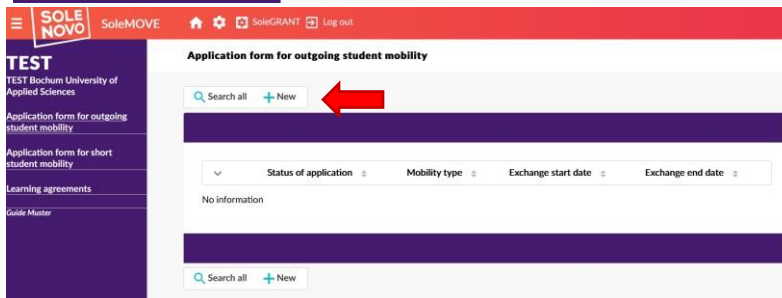 SOLE
NOVO
SoleMOVE
SoleGRANT
Log out
TEST
TEST Bochum University of
Applied Sciences
Application form for outgoing
student mobility
Application form for short
student mobility
Learning agreements
Guide Muster
Application form for outgoing student mobility
Search all
New
Status of application
Mobility type
Exchange start date
Exchange end date
No information
Search all
New